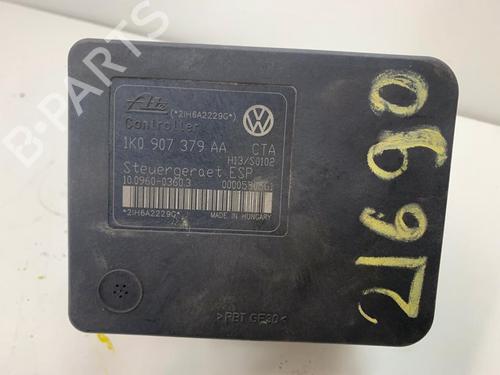 B-PARTS
Ate (*2IH6A2229G*)
Controller
1K0 907 379 AA CTA
H13/S0102
Steuergeraet ESP
10.0960-0360.3
*2IH6A2229G* MADE IN HUNGARY
>PBT GF30<
21690